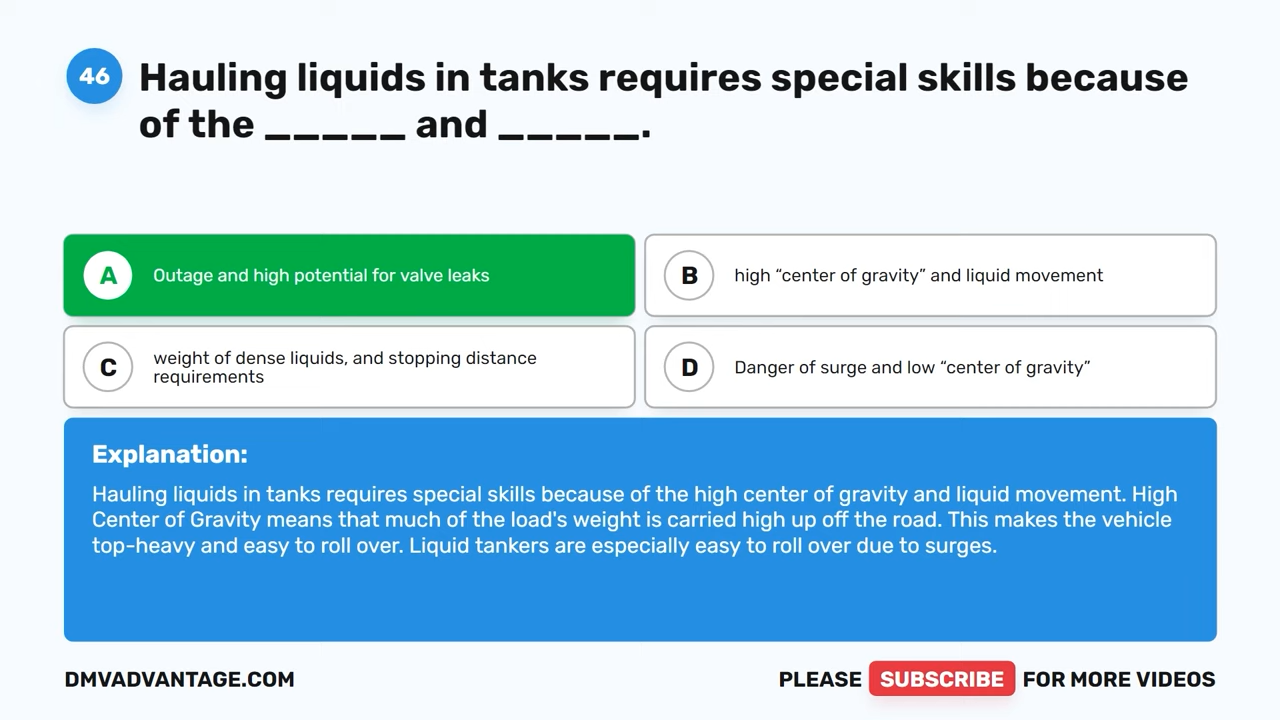 46
Hauling liquids in tanks requires special skills because
of the _____ and _____.
A
Outage and high potential for valve leaks
B
high “center of gravity” and liquid movement
C
weight of dense liquids, and stopping distance
requirements
D
Danger of surge and low “center of gravity”
Explanation:
Hauling liquids in tanks requires special skills because of the high center of gravity and liquid movement. High
Center of Gravity means that much of the load's weight is carried high up off the road. This makes the vehicle
top-heavy and easy to roll over. Liquid tankers are especially easy to roll over due to surges.
DMVADVANTAGE.COM
PLEASE SUBSCRIBE FOR MORE VIDEOS